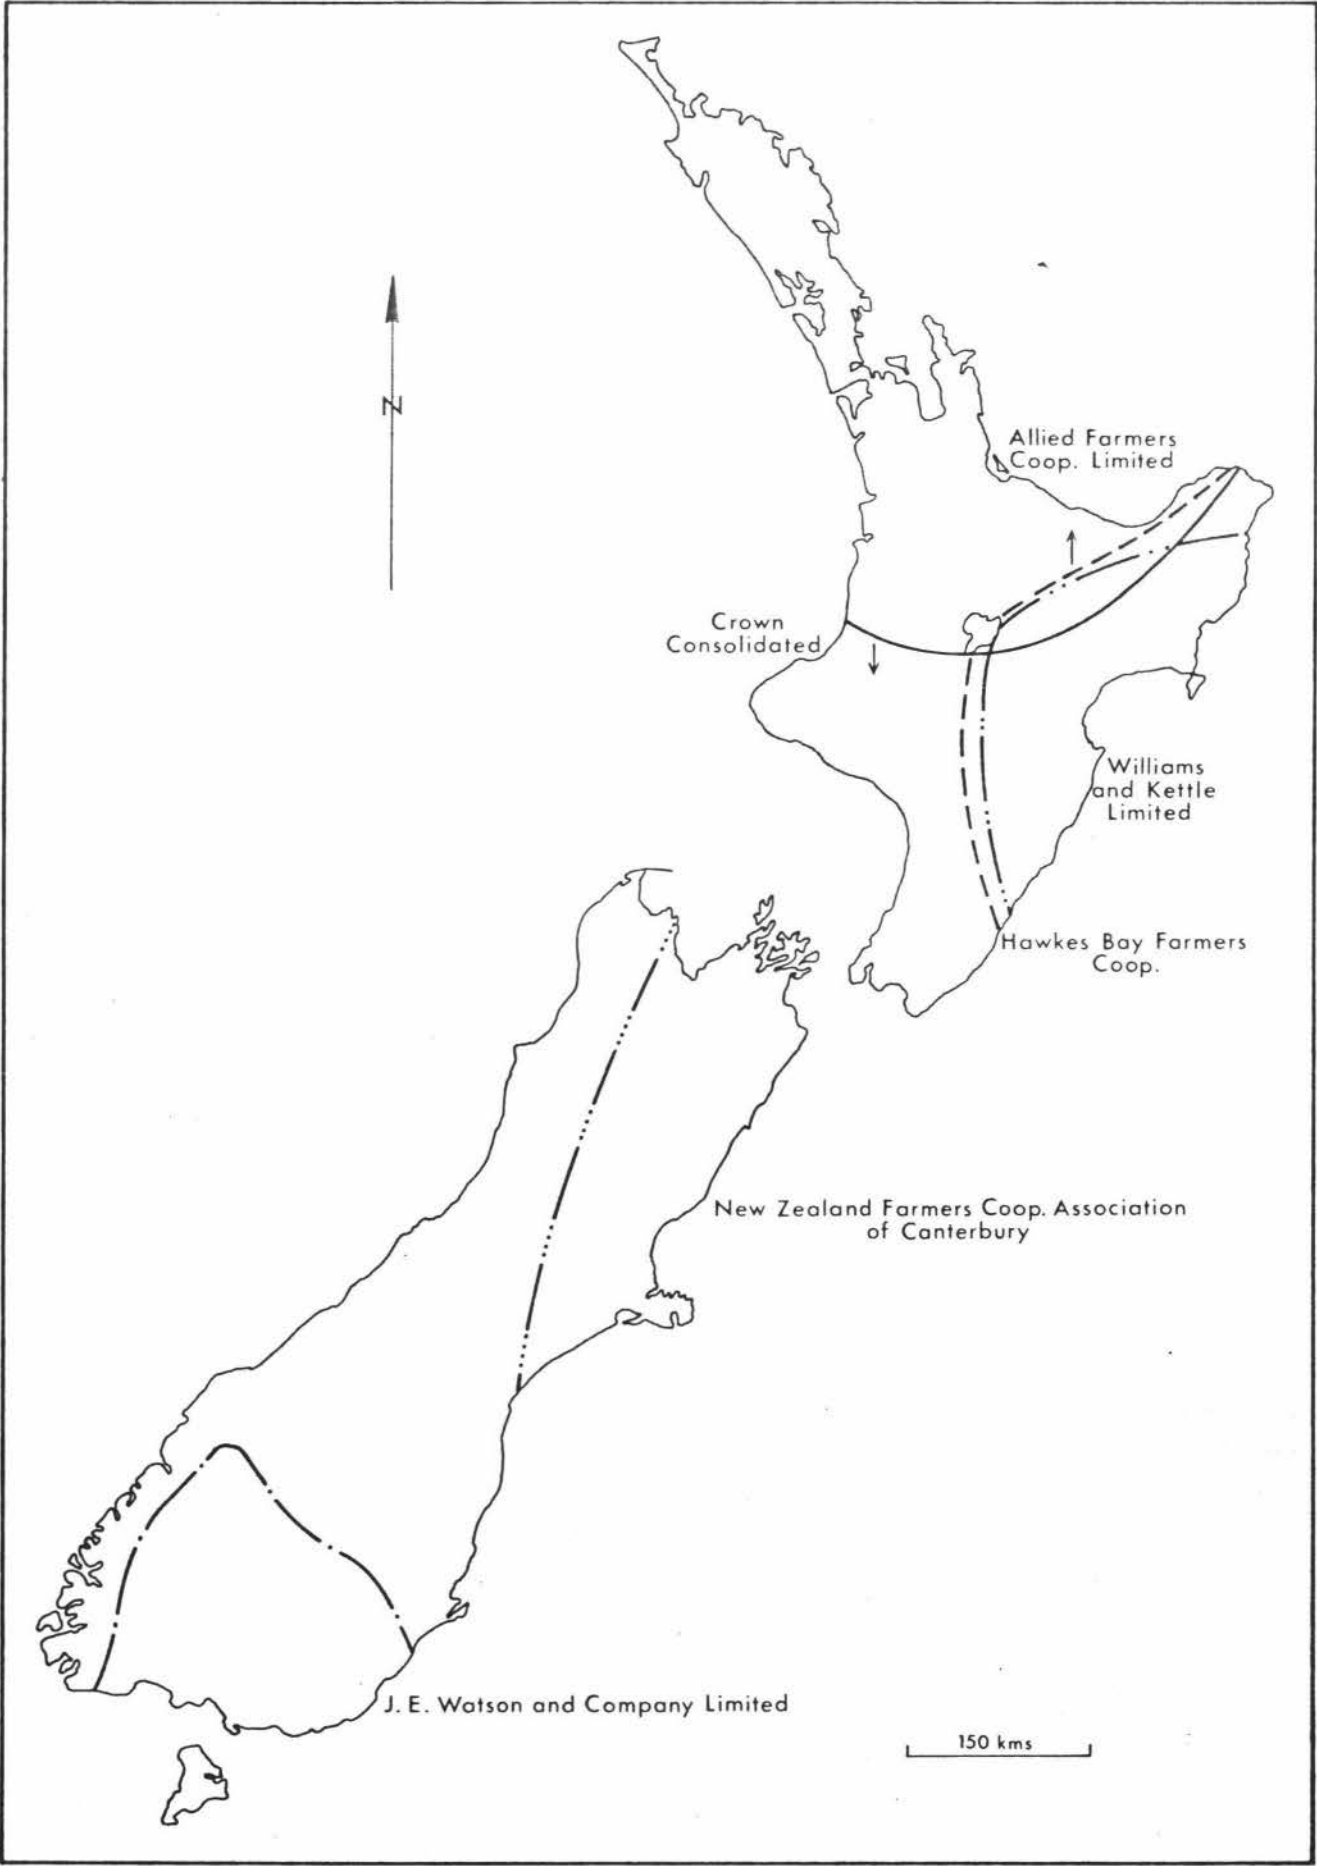 N
Allied Farmers
Coop. Limited
Crown
Consolidated
Williams
and Kettle
Limited
Hawkes Bay Farmers
Coop.
New Zealand Farmers Coop. Association
of Canterbury
J. E. Watson and Company Limited
150 kms